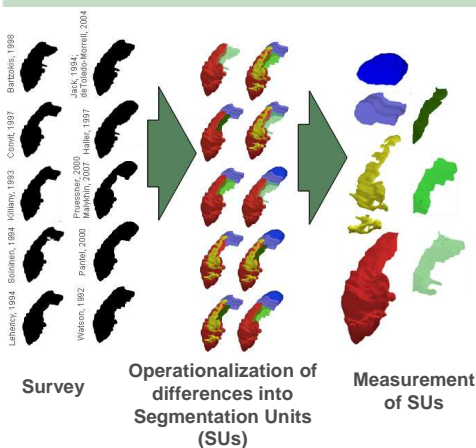 Bartzokis, 1998
Jack, 1994;
deToledo-Morrell, 2004
Convit, 1997
Haller, 1997
Killiany, 1993
Pruessner, 2000
Malykhin, 2007
Soininen, 1994
Pantel, 2000
Lehericy, 1994
Watson, 1992
Survey
Operationalization of
differences into
Segmentation Units
(SUs)
Measurement
of SUs